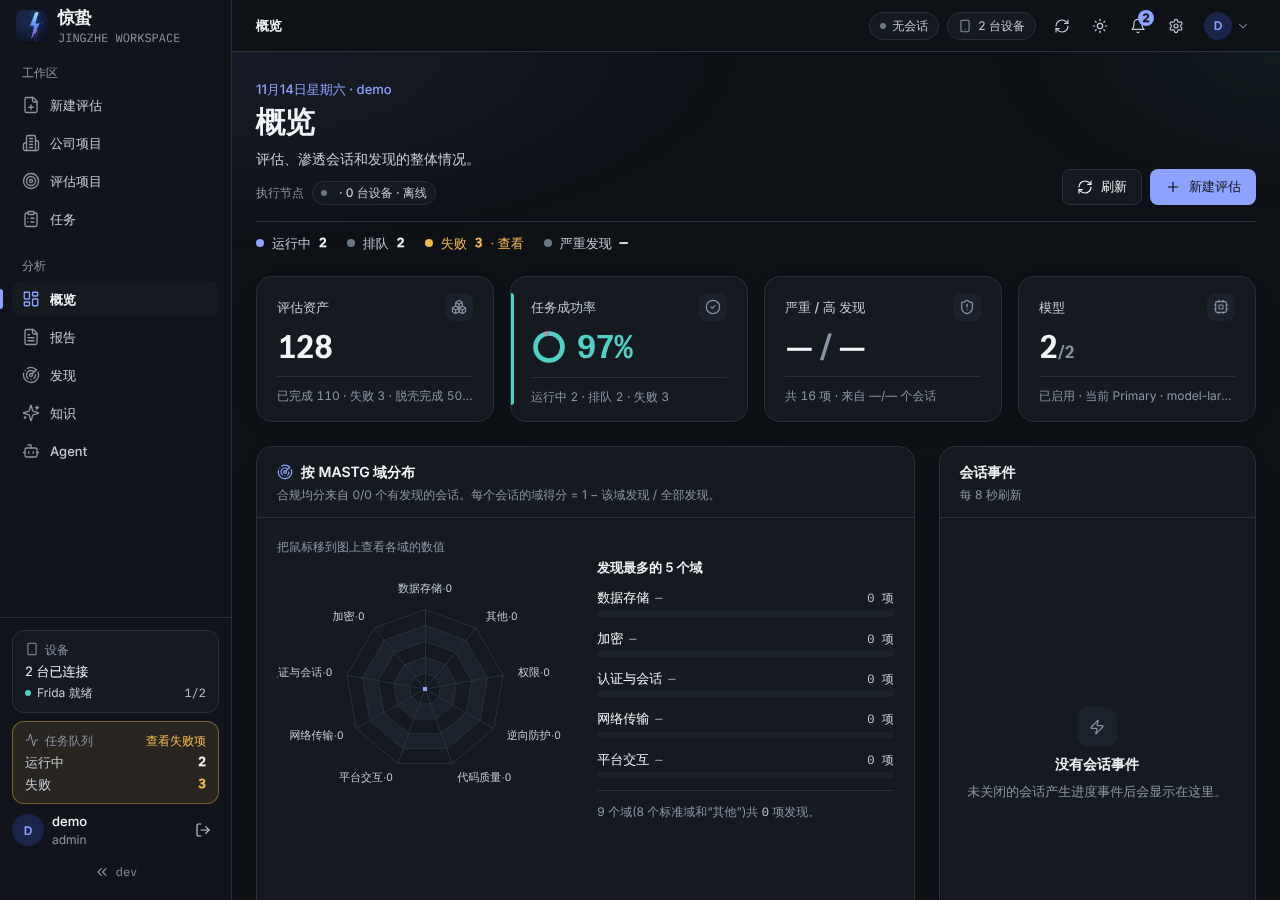 惊蛰
JINGZHE WORKSPACE
工作区
新建评估
公司项目
评估项目
任务
分析
概览
报告
发现
知识
Agent
设备
2 台已连接
Frida 就绪 1/2
任务队列 查看失败项
运行中 2
失败 3
D demo
admin
dev
概览
无会话
2 台设备
2
D
11月14日星期六 · demo
概览
评估、渗透会话和发现的整体情况。
执行节点 · 0 台设备 · 离线
刷新
新建评估
运行中 2 排队 2 失败 3 · 查看 严重发现 —
评估资产
128
已完成 110 · 失败 3 · 脱壳完成 50...
任务成功率
97%
运行中 2 · 排队 2 · 失败 3
严重 / 高 发现
— / —
共 16 项 · 来自 —/— 个会话
模型
2/2
已启用 · 当前 Primary · model-lar...
按 MASTG 域分布
合规均分来自 0/0 个有发现的会话。每个会话的域得分 = 1 − 该域发现 / 全部发现。
把鼠标移到图上查看各域的数值
数据存储·0
加密·0 其他·0
证与会话·0 权限·0
网络传输·0 逆向防护·0
平台交互·0 代码质量·0
发现最多的 5 个域
数据存储 — 0 项
加密 — 0 项
认证与会话 — 0 项
网络传输 — 0 项
平台交互 — 0 项
9 个域(8 个标准域和“其他”)共 0 项发现。
会话事件
每 8 秒刷新
没有会话事件
未关闭的会话产生进度事件后会显示在这里。